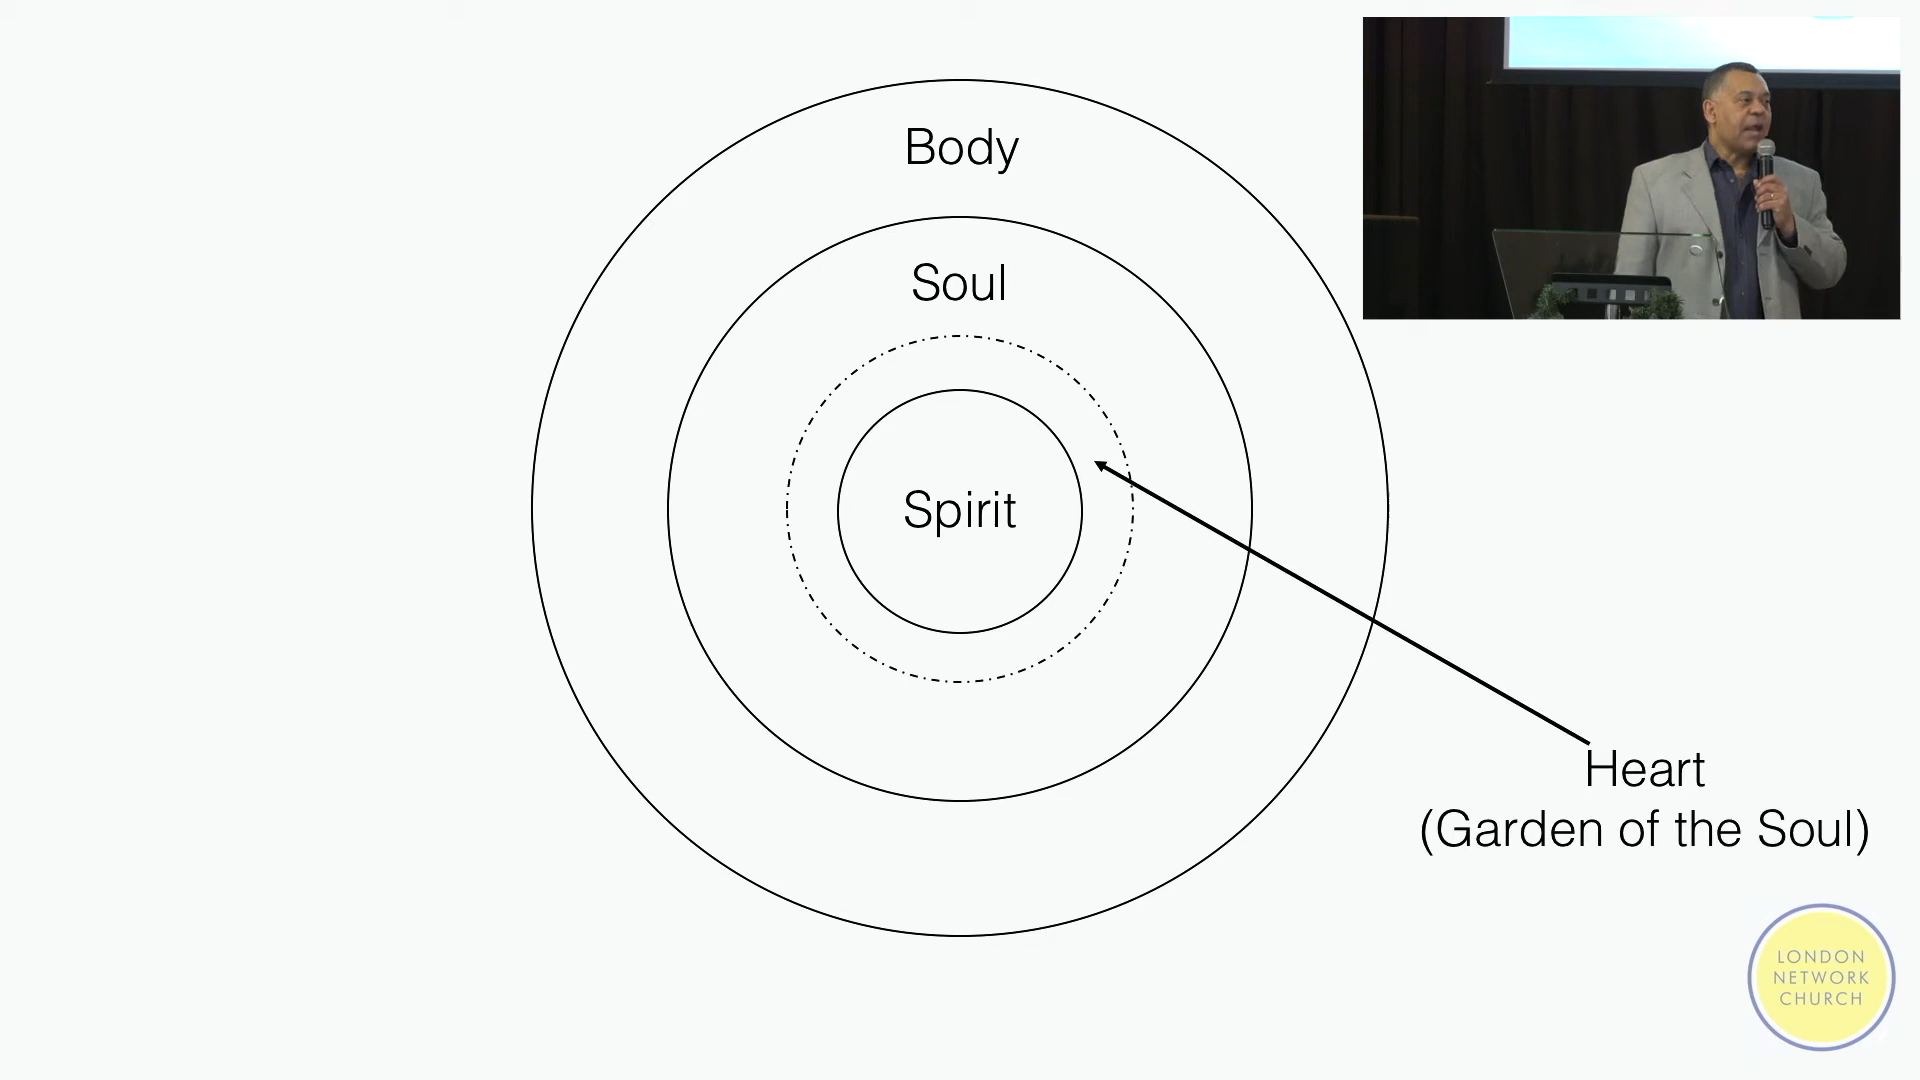 Body
Soul
Spirit
Heart
(Garden of the Soul)
LONDON
NETWORK
CHURCH